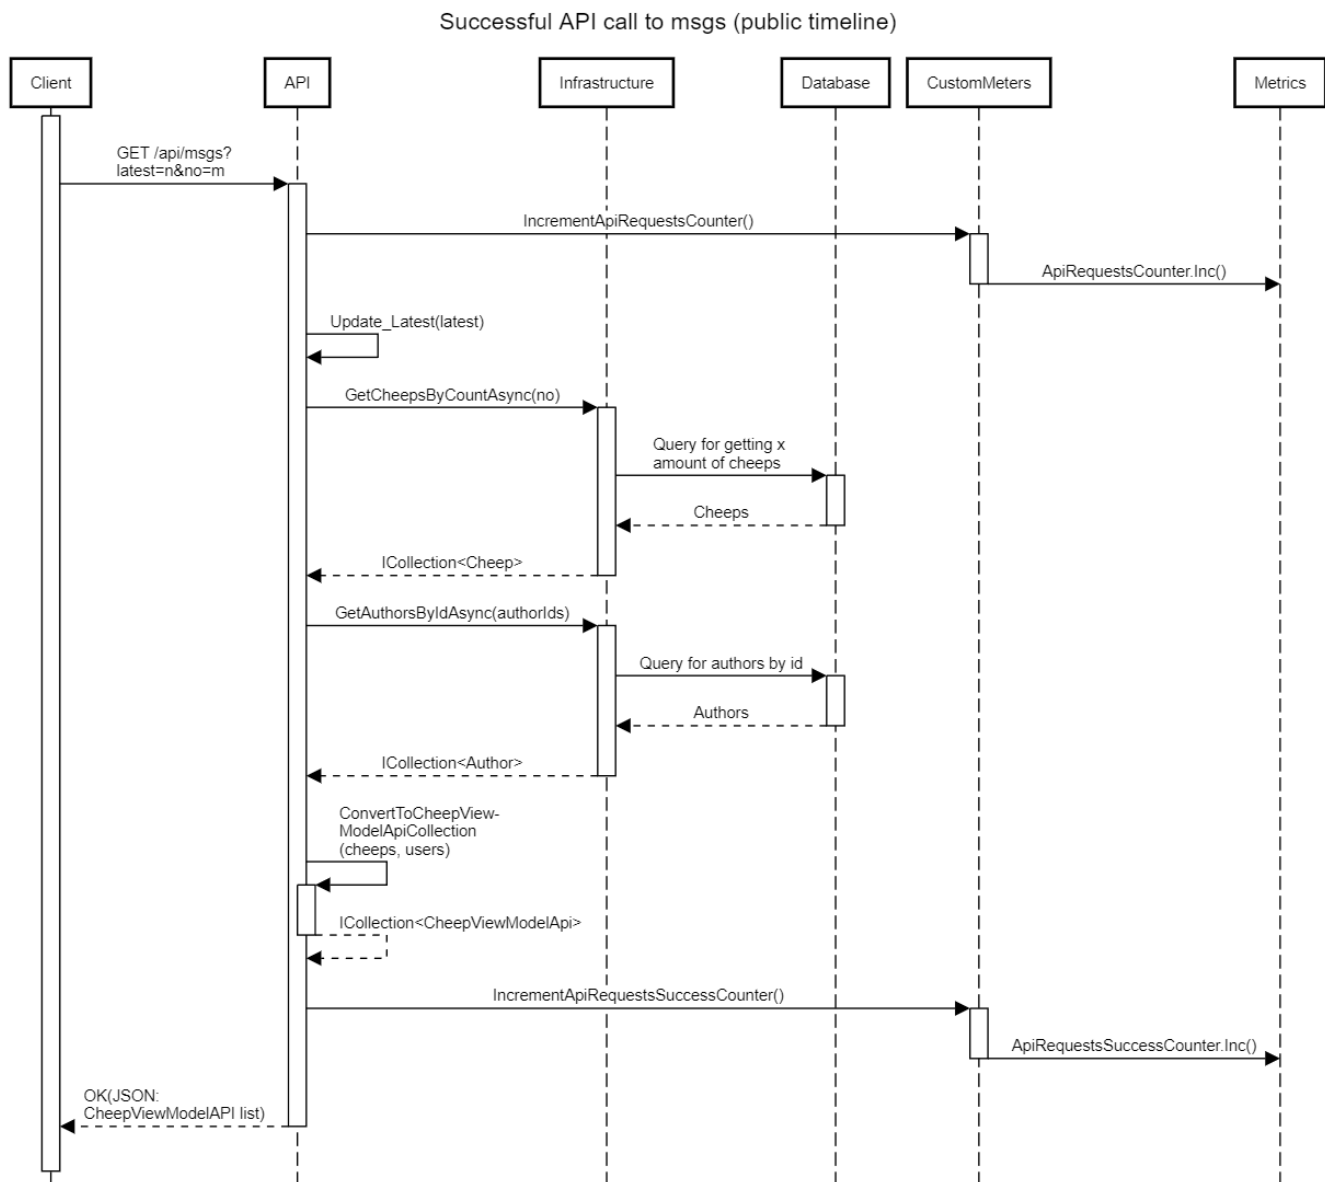 Successful API call to msgs (public timeline)
Client
API
Infrastructure
Database
CustomMeters
Metrics
GET /api/msgs?
latest=n&no=m
IncrementApiRequestsCounter()
ApiRequestsCounter.Inc()
Update_Latest(latest)
GetCheepsByCountAsync(no)
Query for getting x
amount of cheeps
Cheeps
ICollection<Cheep>
GetAuthorsByIdAsync(authorIds)
Query for authors by id
Authors
ICollection<Author>
ConvertToCheepView-
ModelApiCollection
(cheeps, users)
ICollection<CheepViewModelApi>
IncrementApiRequestsSuccessCounter()
ApiRequestsSuccessCounter.Inc()
OK(JSON:
CheepViewModelAPI list)